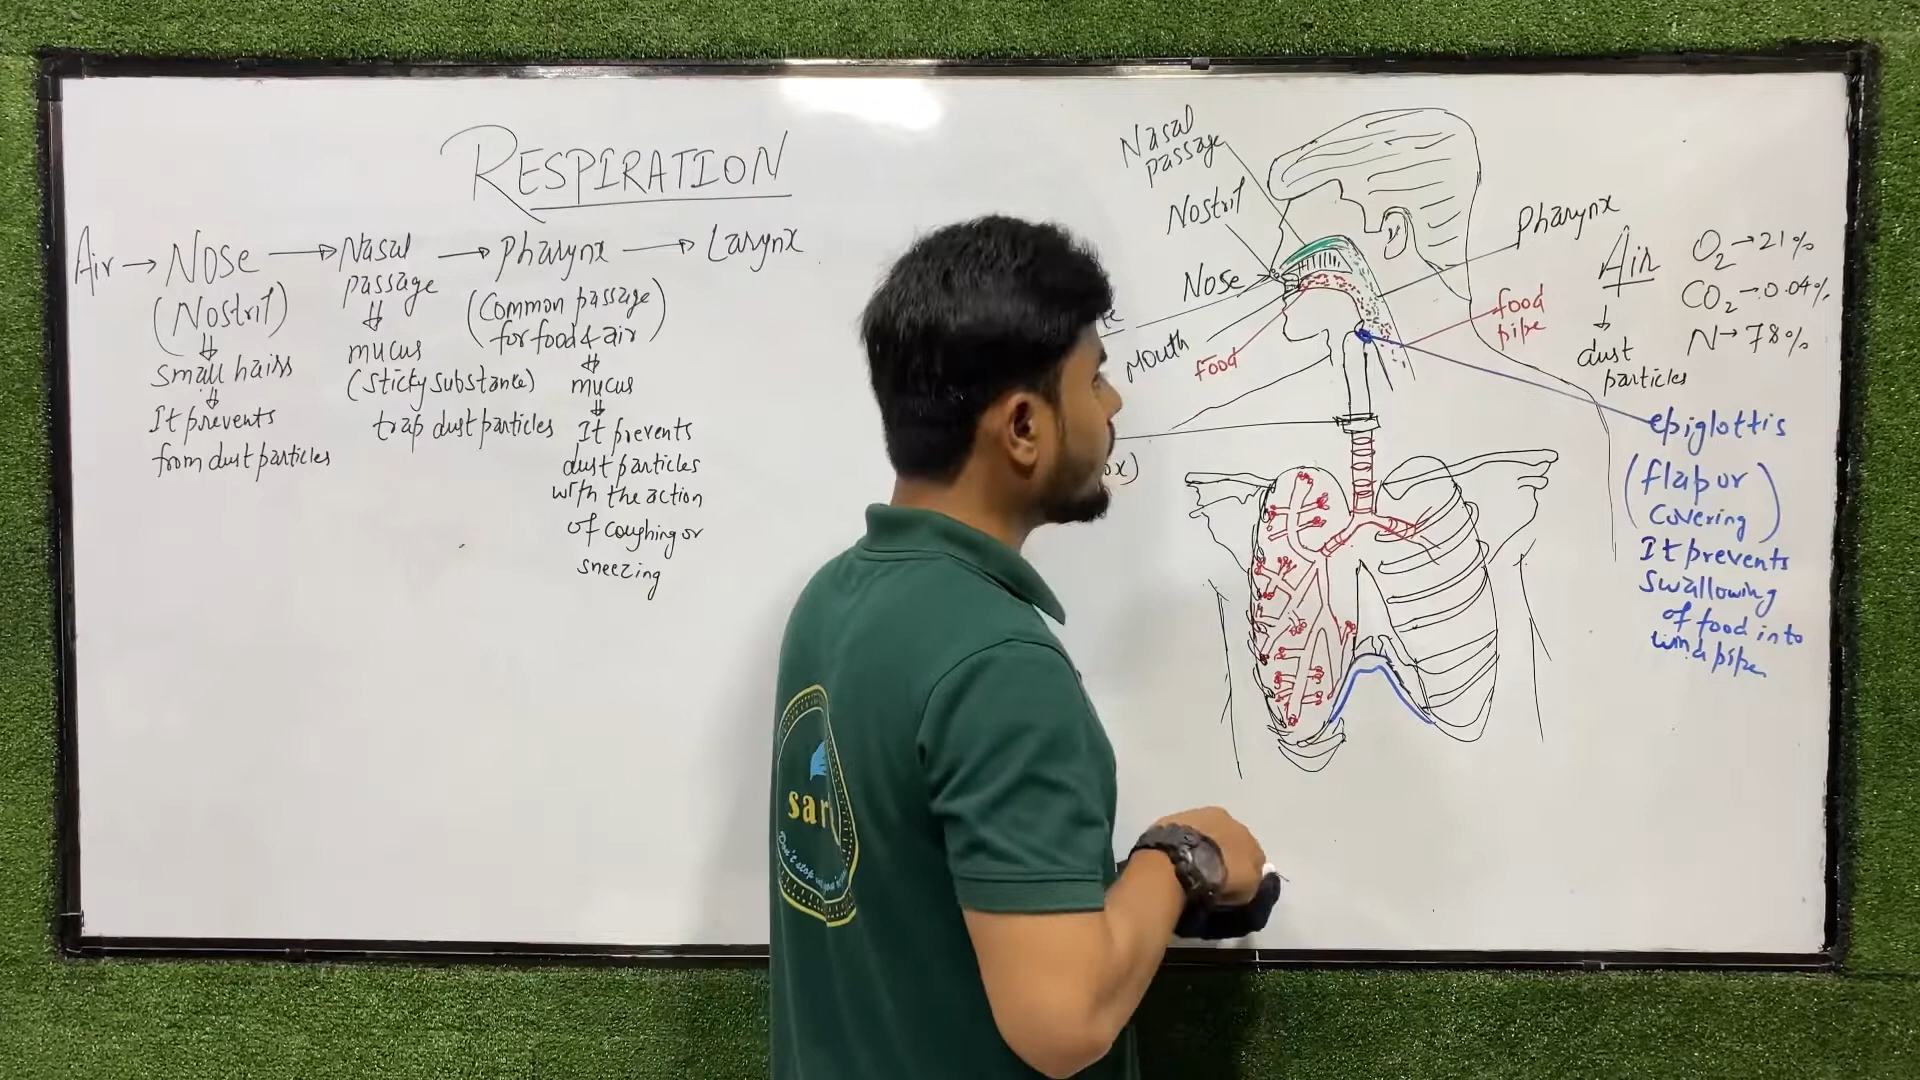 RESPIRATION
Air → Nose → Nasal passage → Pharynx → Larynx
(Nostril)
⇓
small hairs
⇓
It prevents
from dust particles
⇓
mucus
(sticky substance)
trap dust particles
(Common passage
for food & air)
⇓
mucus
⇓
It prevents
dust particles
with the action
of coughing or
sneezing
Nasal
passage
Nostril
Nose
Mouth
food
Pharynx
food
pipe
Air
↓
dust
particles
O2 → 21%
CO2 → 0.04%
N → 78%
epiglottis
(flap or
covering)
It prevents
swallowing
of food into
wind pipe
sar
Don't stop